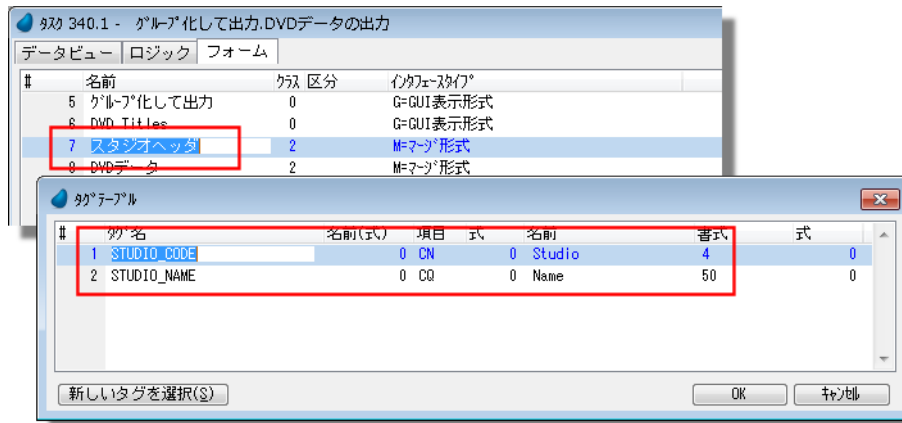 ﾀｽｸ 340.1 - ｸﾞﾙｰﾌﾟ化して出力.DVDデータの出力
データビュー ロジック フォーム
# 名前 ｸﾗｽ 区分 ｲﾝﾀﾌｪｰｽﾀｲﾌﾟ
5 ｸﾞﾙｰﾌﾟ化して出力 0 G=GUI表示形式
6 DVD Titles 0 G=GUI表示形式
7 スタジオヘッダ 2 M=ﾏｰｼﾞ形式
8 DVDデータ 2 M=ﾏｰｼﾞ形式
ﾀｸﾞﾃｰﾌﾞﾙ
# ﾀｸﾞ名 名前(式) 項目 式 名前 書式 式
1 STUDIO_CODE 0 CN 0 Studio 4 0
2 STUDIO_NAME 0 CQ 0 Name 50 0
新しいタグを選択(S) OK ｷｬﾝｾﾙ